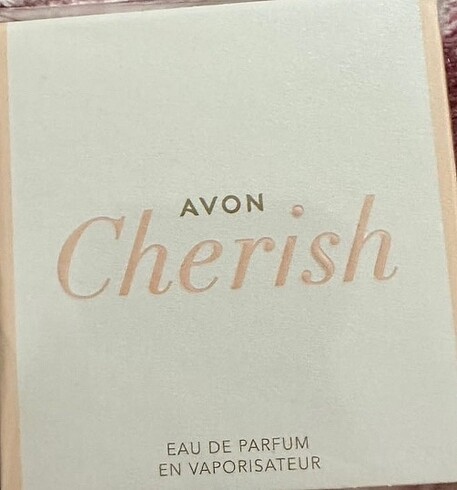 AVON
Cherish
EAU DE PARFUM
EN VAPORISATEUR